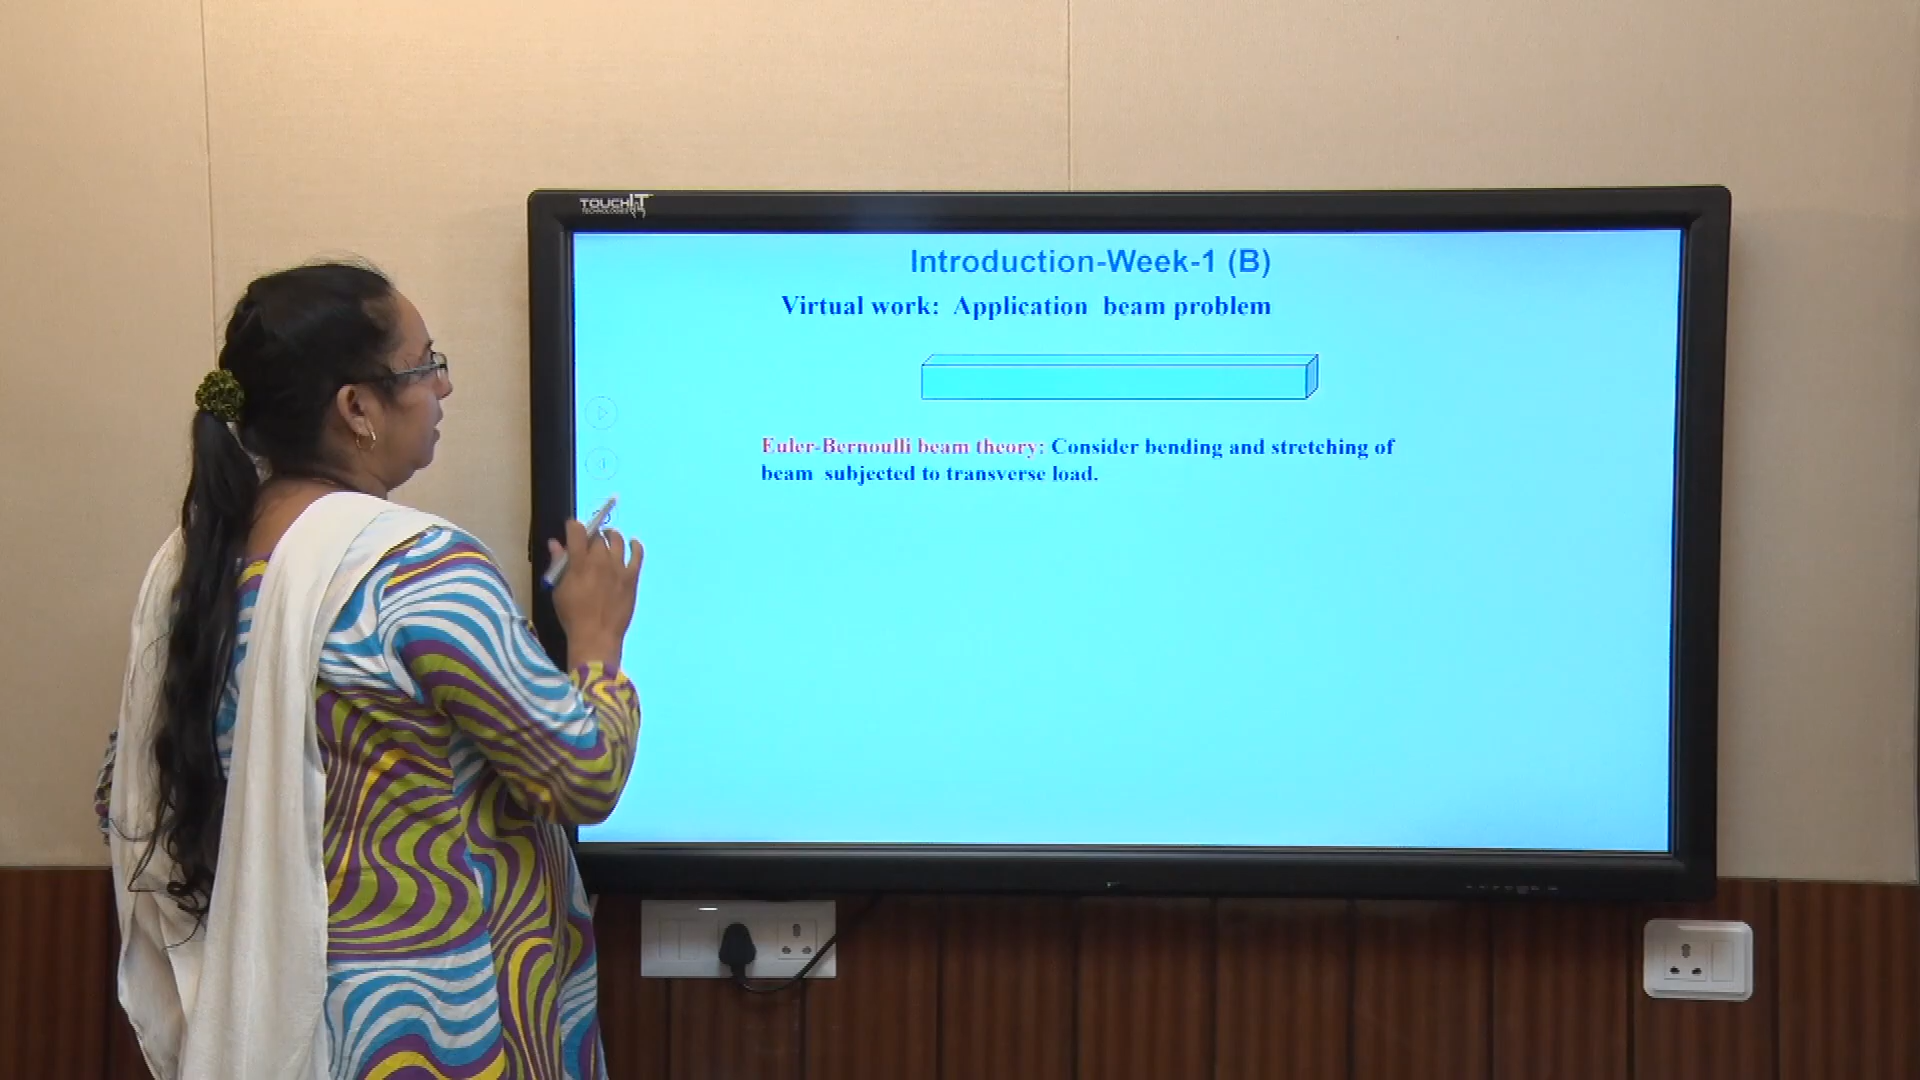 TOUCHIT
TECHNOLOGIES
Introduction-Week-1 (B)
Virtual work: Application beam problem
Euler-Bernoulli beam theory: Consider bending and stretching of
beam subjected to transverse load.